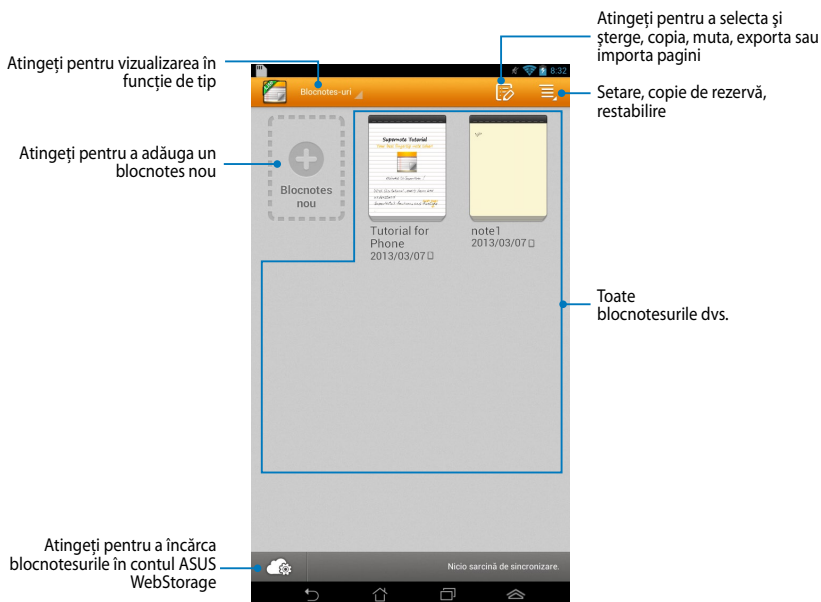 Atingeți pentru a selecta și
șterge, copia, muta, exporta sau
importa pagini
Atingeți pentru vizualizarea în
funcție de tip
8:32
Blocnotes-uri
Setare, copie de rezervă,
restabilire
Atingeți pentru a adăuga un
blocnotes nou
Blocnotes
nou
Supernote Tutorial
Tutorial for
Phone
2013/03/07
note1
2013/03/07
Toate
blocnotesurile dvs.
Atingeți pentru a încărca
blocnotesurile în contul ASUS
WebStorage
Nicio sarcină de sincronizare.